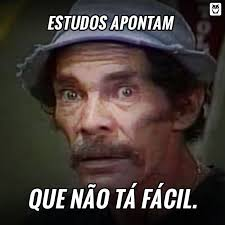 ESTUDOS APONTAM
QUE NÃO TÁ FÁCIL.